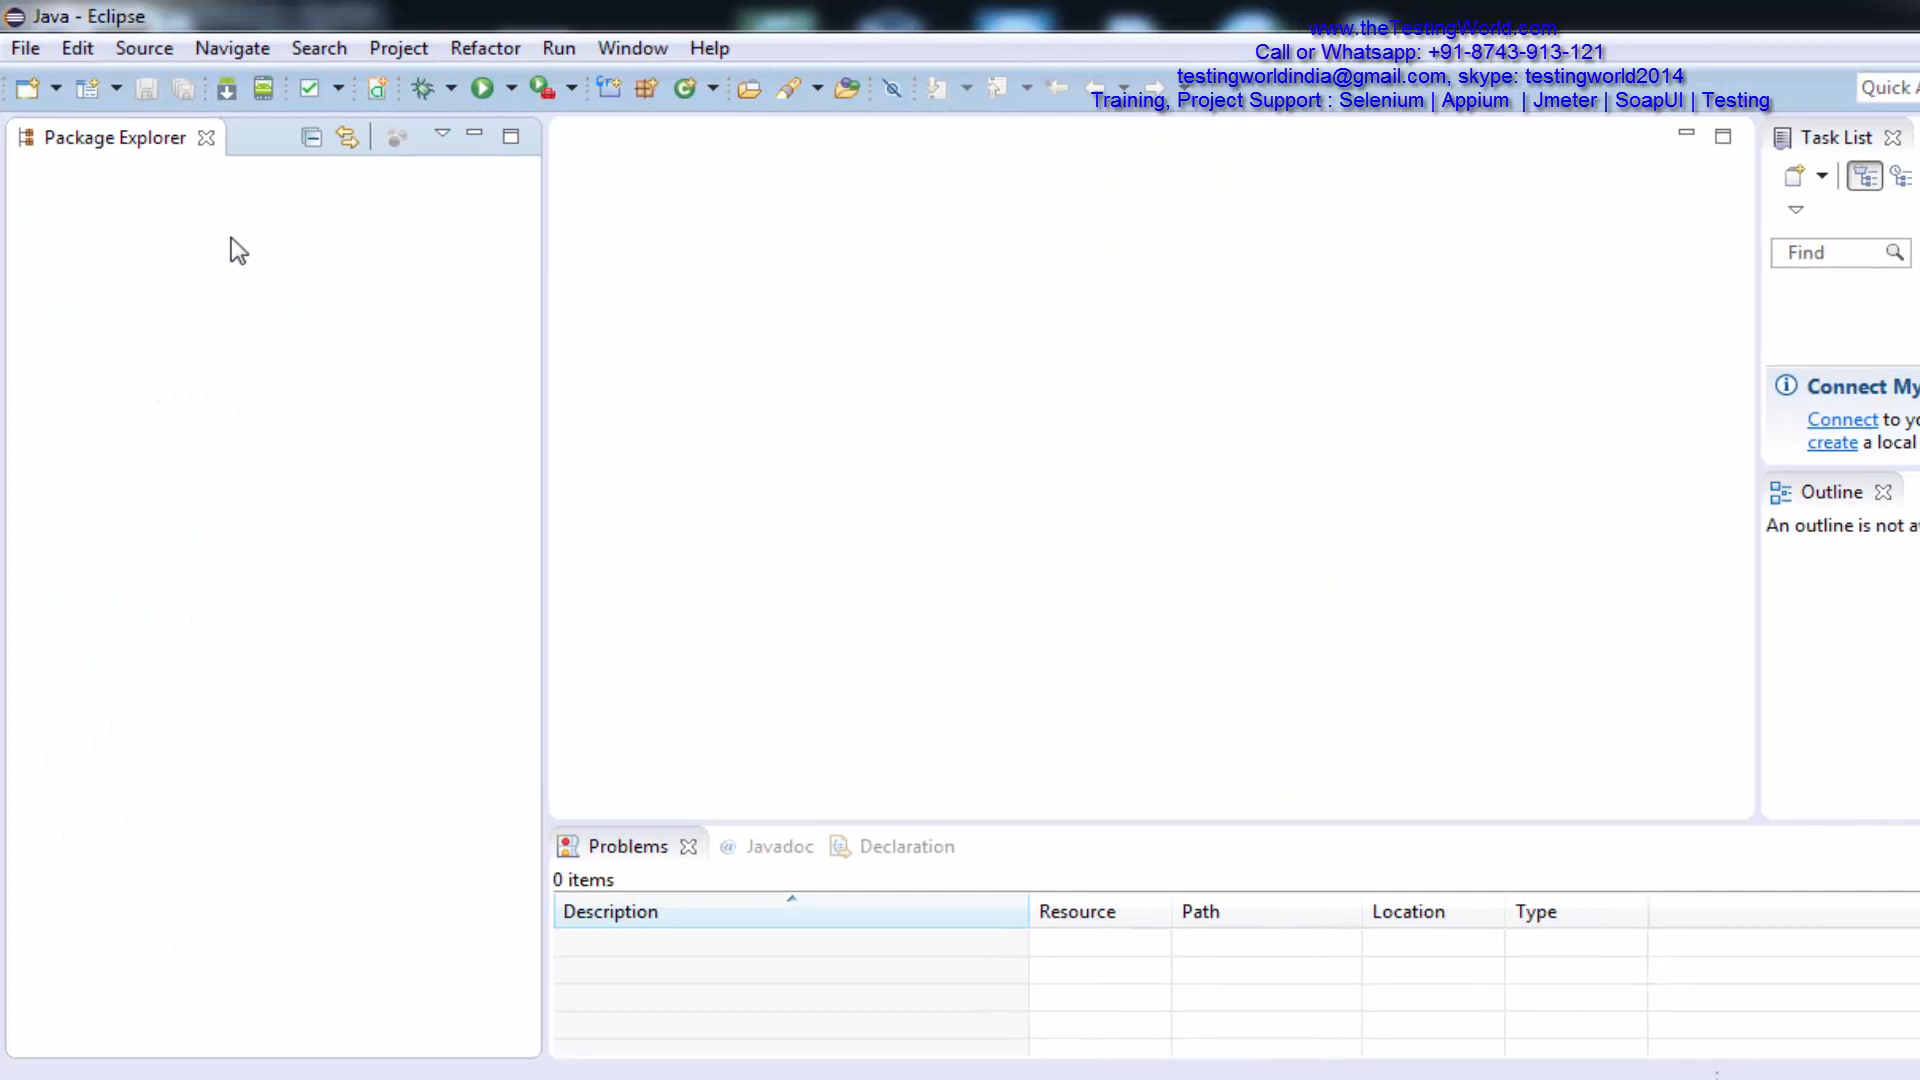 Java - Eclipse
www.theTestingWorld.com
File Edit Source Navigate Search Project Refactor Run Window Help
Call or Whatsapp: +91-8743-913-121
testingworldindia@gmail.com, skype: testingworld2014
Training, Project Support : Selenium | Appium | Jmeter | SoapUI | Testing
Quick A
Package Explorer
Task List
Find
Connect My
Connect to yo
create a local
Outline
An outline is not a
Problems @ Javadoc Declaration
0 items
Description Resource Path Location Type